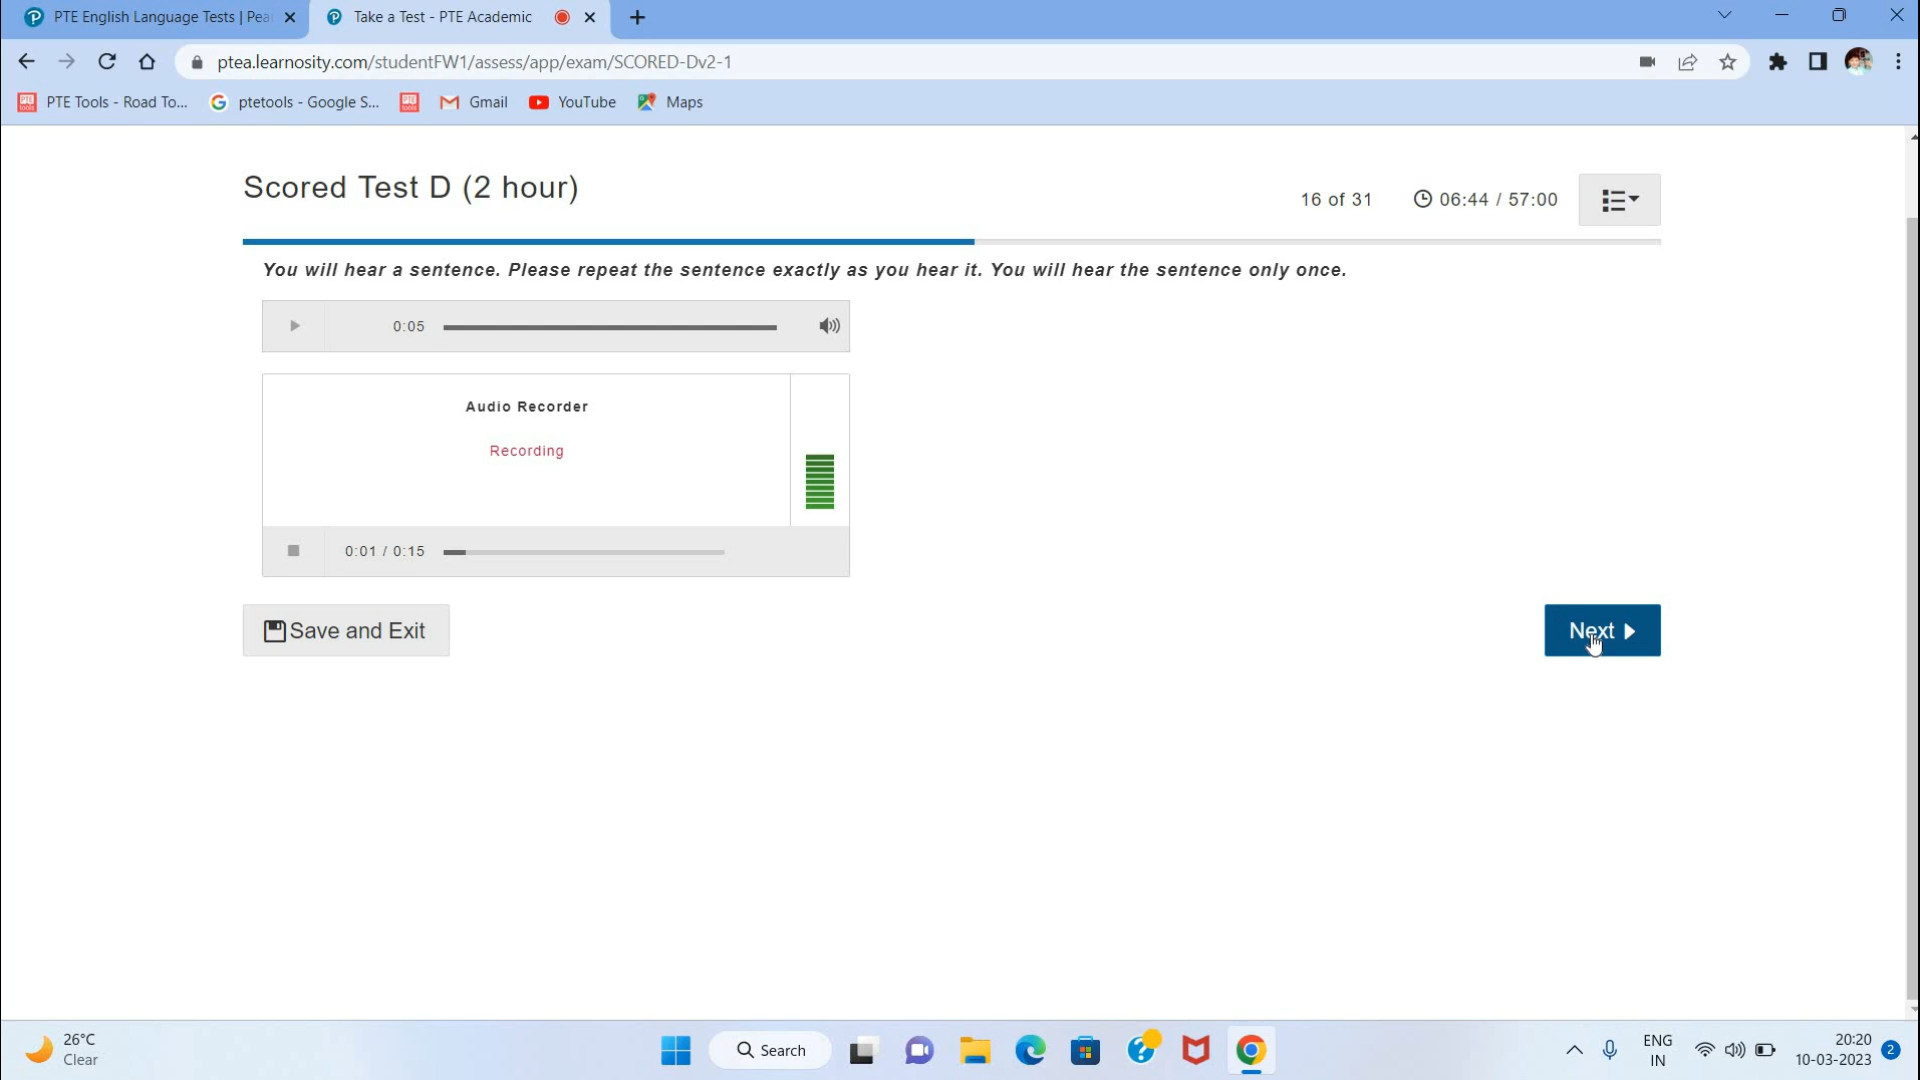 PTE English Language Tests | Pea
Take a Test - PTE Academic
ptea.learnosity.com/studentFW1/assess/app/exam/SCORED-Dv2-1
PTE Tools - Road To...
ptetools - Google S...
Gmail
YouTube
Maps
Scored Test D (2 hour)
16 of 31
06:44 / 57:00
You will hear a sentence. Please repeat the sentence exactly as you hear it. You will hear the sentence only once.
0:05
Audio Recorder
Recording
0:01 / 0:15
Save and Exit
Next
26°C
Clear
Search
ENG
IN
20:20
10-03-2023
2